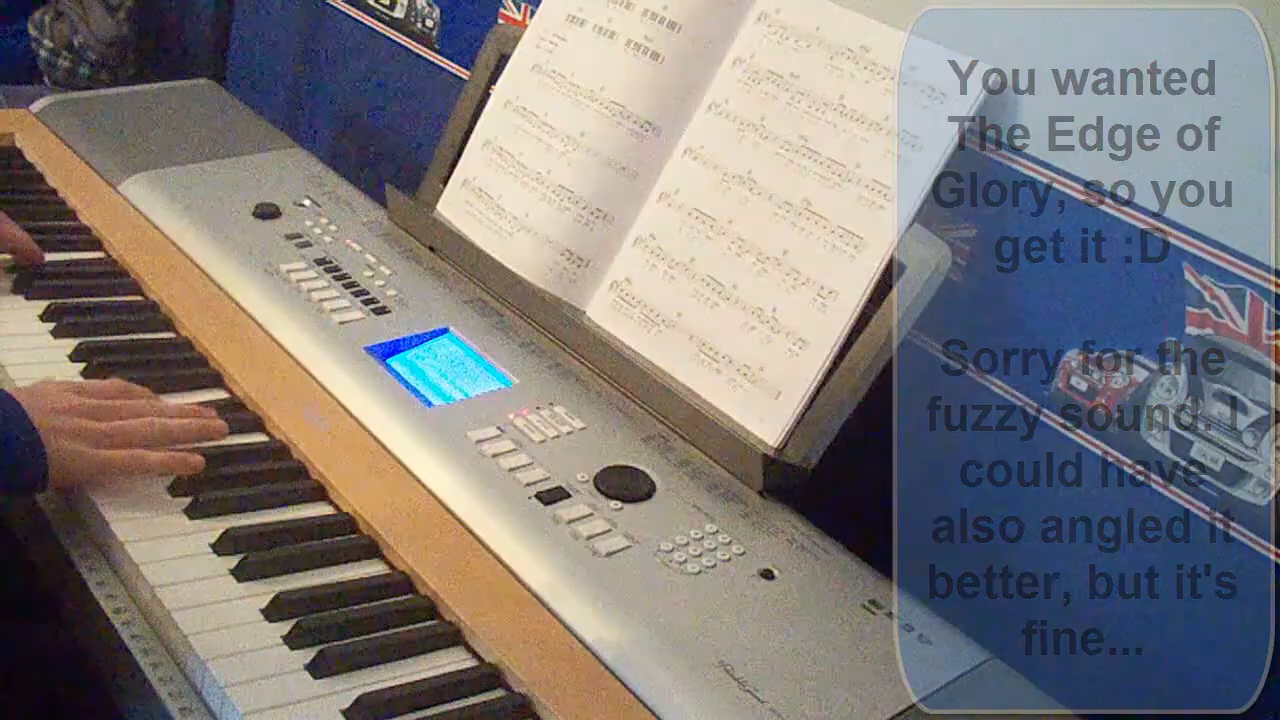 You wanted
The Edge of
Glory, so you
get it :D
Sorry for the
fuzzy sound. I
could have
also angled it
better, but it's
fine...